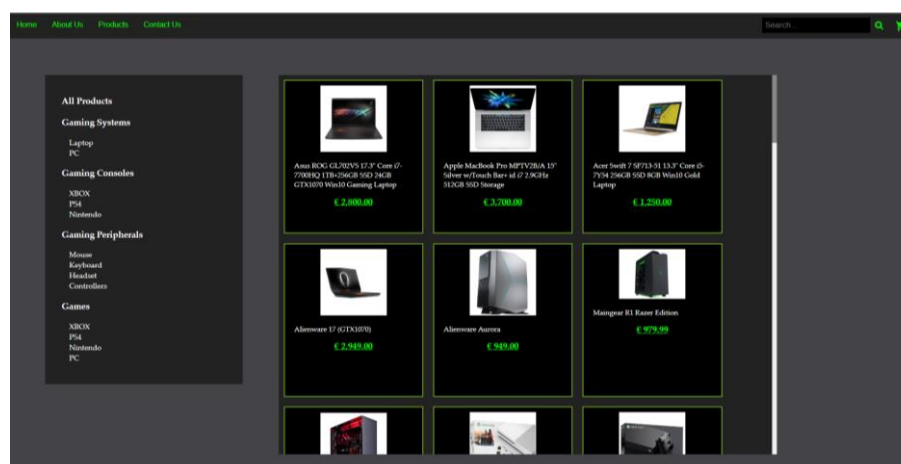 Home About Us Products Contact Us Search...
All Products
Gaming Systems
Laptop
PC
Gaming Consoles
XBOX
PS4
Nintendo
Gaming Peripherals
Mouse
Keyboard
Headset
Controllers
Games
XBOX
PS4
Nintendo
PC
Asus ROG GL702VS 17.3" Core i7-
7700HQ 1TB+256GB SSD 24GB
GTX1070 Win10 Gaming Laptop
€ 2,800.00
Apple MacBook Pro MPTV2B/A 15"
Silver w/Touch Bar+ id i7 2.9GHz
512GB SSD Storage
€ 3,700.00
Acer Swift 7 SF713-51 13.3" Core i5-
7Y54 256GB SSD 8GB Win10 Gold
Laptop
€ 1,250.00
Alienware 17 (GTX1070)
€ 2,949.00
Alienware Aurora
€ 949.00
Maingear R1 Razer Edition
€ 979.99